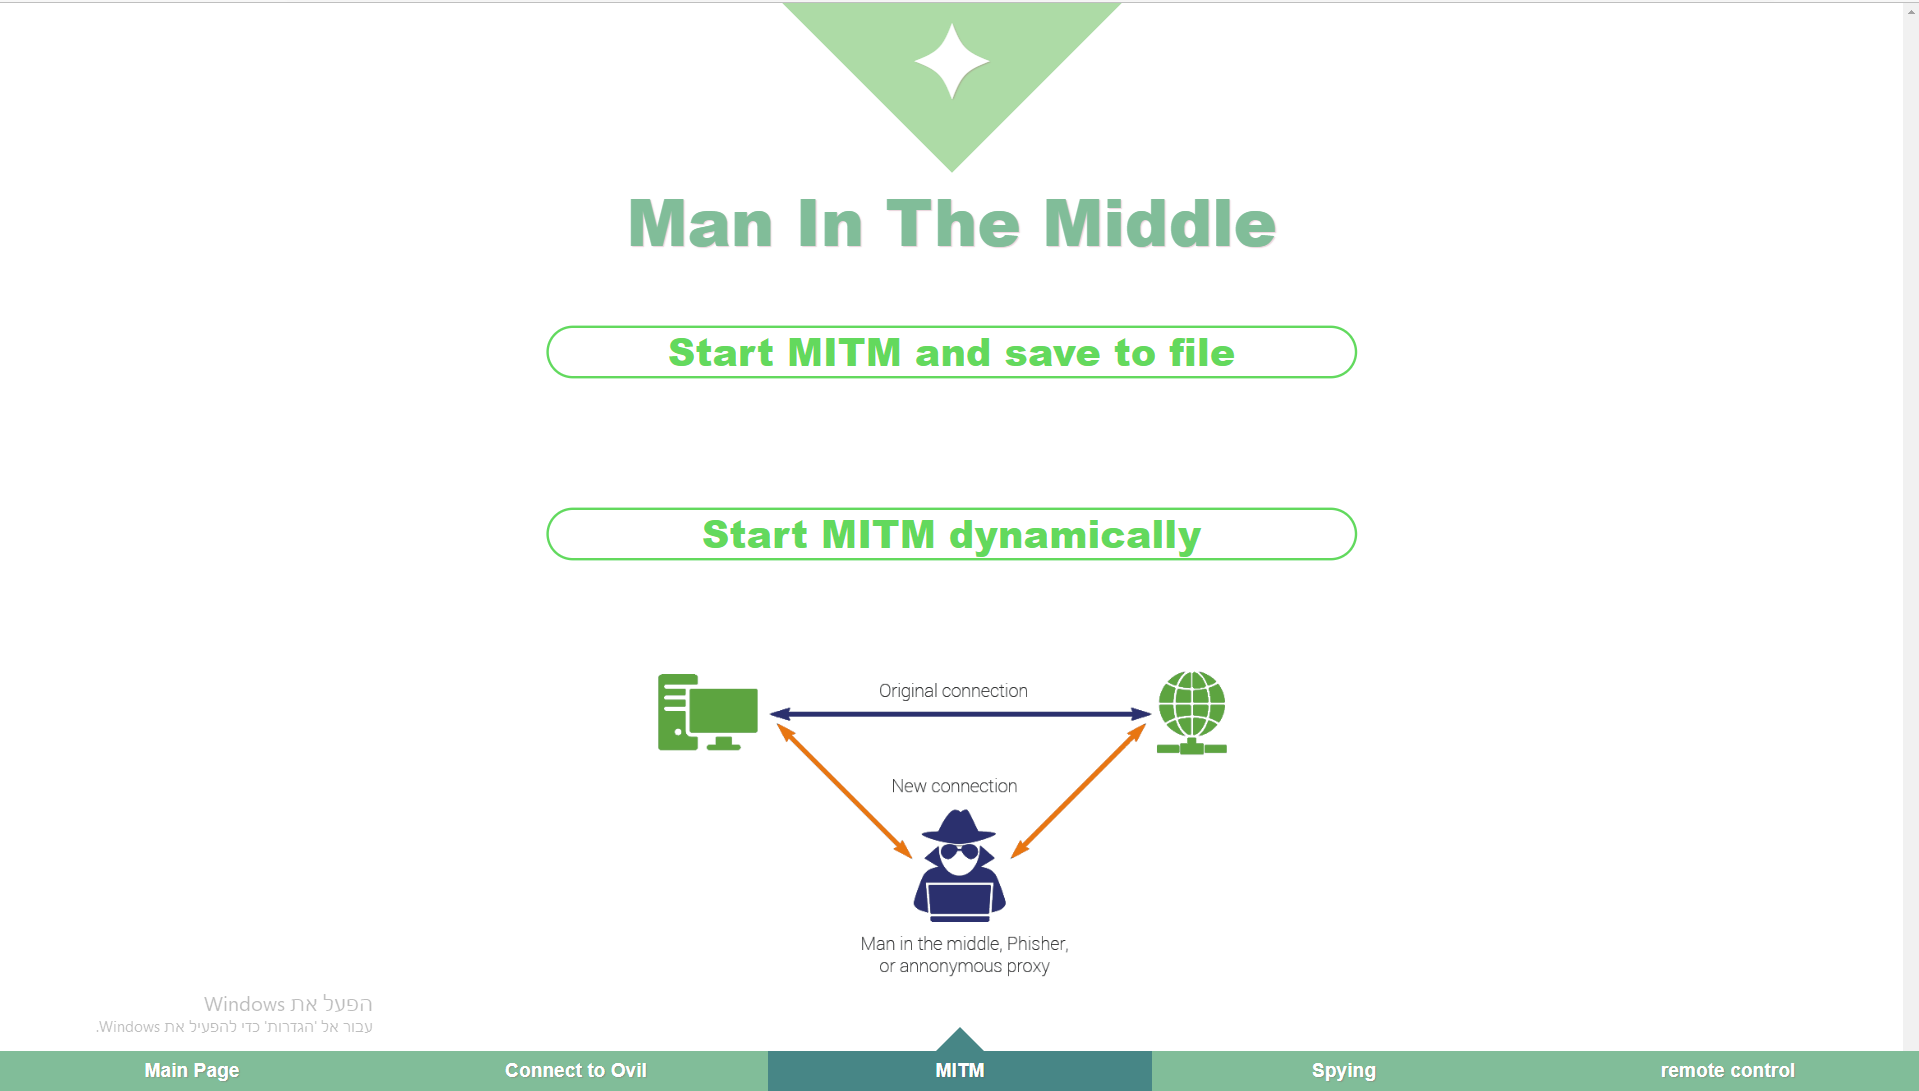 Man In The Middle
Start MITM and save to file
Start MITM dynamically
Original connection
New connection
Man in the middle, Phisher,
or annonymous proxy
הפעל את Windows
עבור אל 'הגדרות' כדי להפעיל את Windows.
Main Page
Connect to Ovil
MITM
Spying
remote control